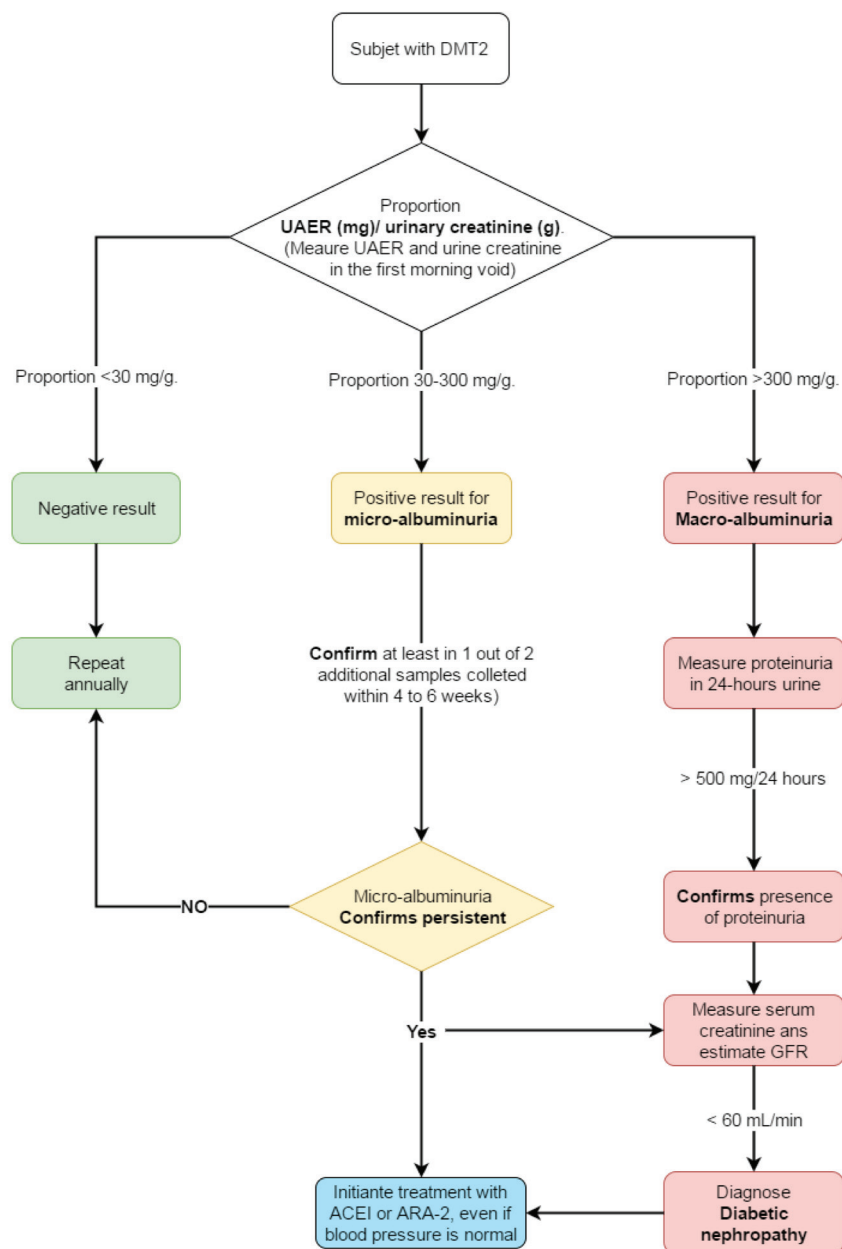 Subjet with DMT2
Proportion
UAER (mg)/ urinary creatinine (g).
(Meaure UAER and urine creatinine
in the first morning void)
Proportion <30 mg/g.
Proportion 30-300 mg/g.
Proportion >300 mg/g.
Negative result
Positive result for
micro-albuminuria
Positive result for
Macro-albuminuria
Repeat
annually
Confirm at least in 1 out of 2
additional samples colleted
within 4 to 6 weeks)
Measure proteinuria
in 24-hours urine
> 500 mg/24 hours
Micro-albuminuria
Confirms persistent
NO
Confirms presence
of proteinuria
Yes
Measure serum
creatinine ans
estimate GFR
< 60 mL/min
Initiante treatment with
ACEI or ARA-2, even if
blood pressure is normal
Diagnose
Diabetic
nephropathy